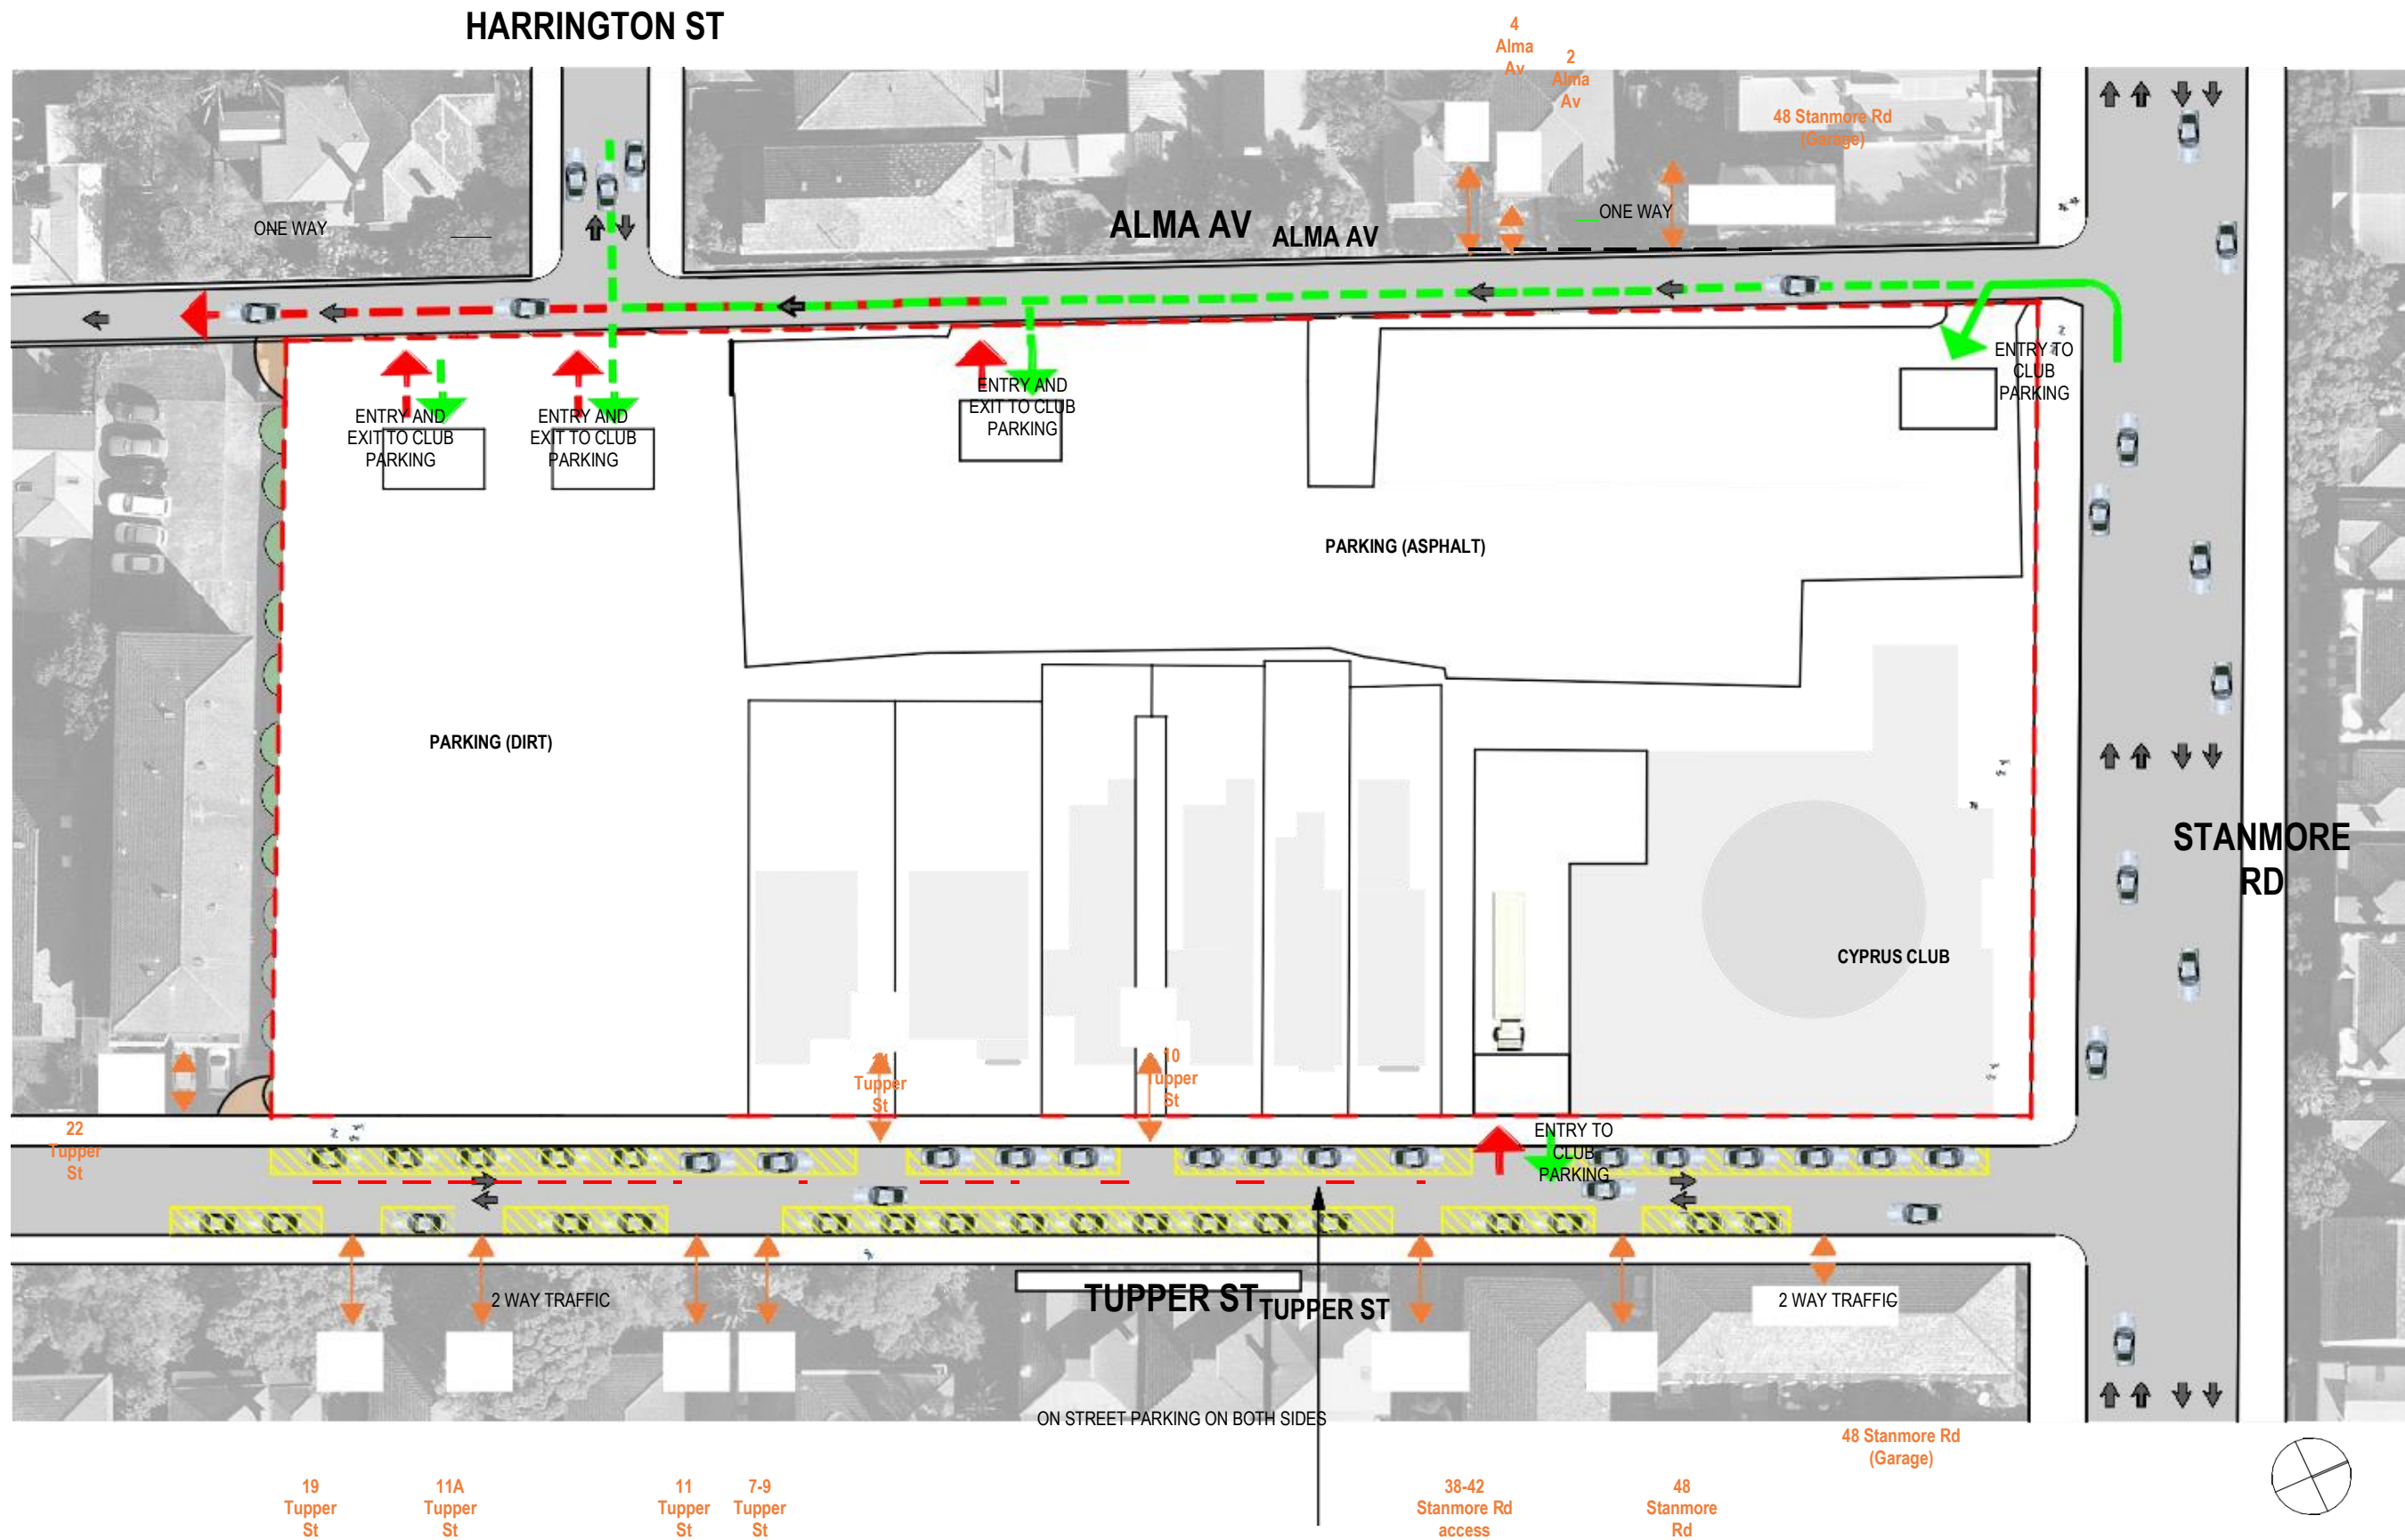 HARRINGTON ST
4
Alma
Av
2
Alma
Av
48 Stanmore Rd
(Garage)
ONE WAY
ALMA AV
ALMA AV
ONE WAY
ENTRY TO
CLUB
PARKING
ENTRY AND
EXIT TO CLUB
PARKING
ENTRY AND
EXIT TO CLUB
PARKING
ENTRY AND
EXIT TO CLUB
PARKING
PARKING (ASPHALT)
PARKING (DIRT)
STANMORE
RD
CYPRUS CLUB
Tupper
St
10
Tupper
St
22
Tupper
St
ENTRY TO
CLUB
PARKING
2 WAY TRAFFIC
TUPPER ST
TUPPER ST
2 WAY TRAFFIC
ON STREET PARKING ON BOTH SIDES
48 Stanmore Rd
(Garage)
19
Tupper
St
11A
Tupper
St
11
Tupper
St
7-9
Tupper
St
38-42
Stanmore Rd
access
48
Stanmore
Rd